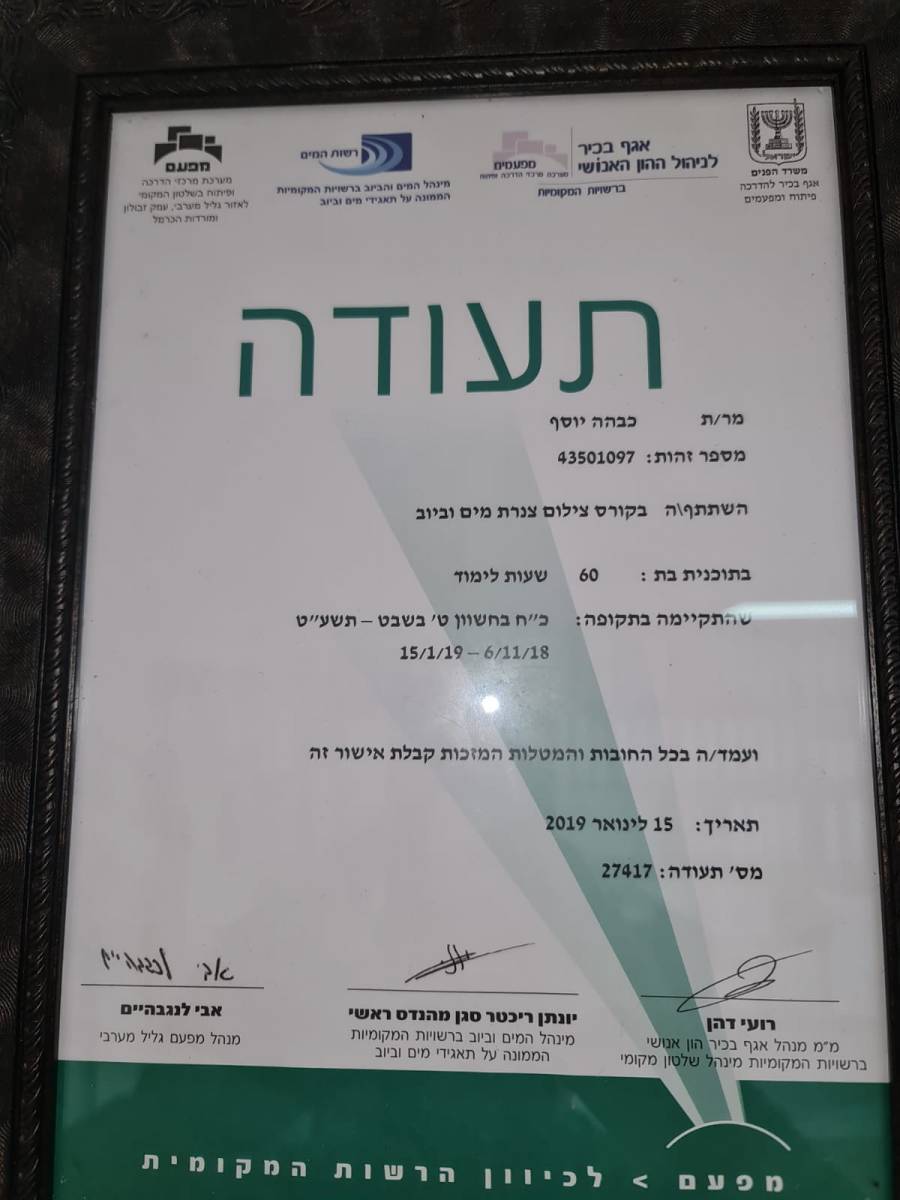 משרד הפנים
אגף בכיר להדרכה
פיתוח ומפעמים
אגף בכיר
לניהול ההון האנושי
ברשויות המקומיות
מפעמים
מערכת מרכזי הדרכה ופיתוח
רשות המים
מינהל המים והביוב ברשויות המקומיות
הממונה על תאגידי מים וביוב
מפעם
מערכת מרכזי הדרכה
ופיתוח בשלטון המקומי
לאזור גליל מערבי, עמק זבולון
ומורדות הכרמל
תעודה
מר/ת כבהה יוסף
מספר זהות: 43501097
השתתף\ה בקורס צילום צנרת מים וביוב
בתוכנית בת : 60 שעות לימוד
שהתקיימה בתקופה: כ״ח בחשוון ט׳ בשבט – תשע״ט
6/11/18 – 15/1/19
ועמד/ה בכל החובות והמטלות המזכות קבלת אישור זה
תאריך: 15 לינואר 2019
מס׳ תעודה: 27417
רועי דהן
מ״מ מנהל אגף בכיר הון אנושי
ברשויות המקומיות מינהל שלטון מקומי
יונתן ריכטר סגן מהנדס ראשי
מינהל המים וביוב ברשויות המקומיות
הממונה על תאגידי מים וביוב
אבי לנגבהיים
מנהל מפעם גליל מערבי
מפעם > לכיוון הרשות המקומית